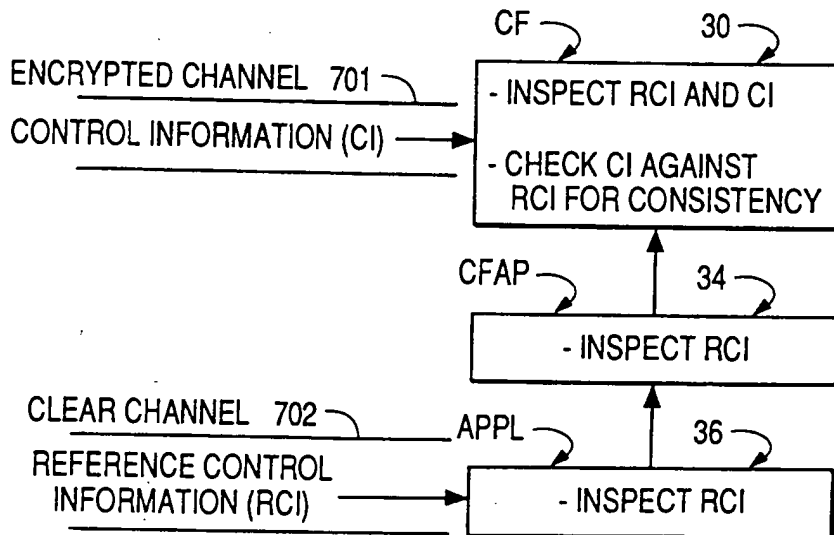 CF 30
ENCRYPTED CHANNEL 701
CONTROL INFORMATION (CI)
- INSPECT RCI AND CI
- CHECK CI AGAINST
RCI FOR CONSISTENCY
CFAP 34
- INSPECT RCI
CLEAR CHANNEL 702
REFERENCE CONTROL
INFORMATION (RCI)
APPL 36
- INSPECT RCI